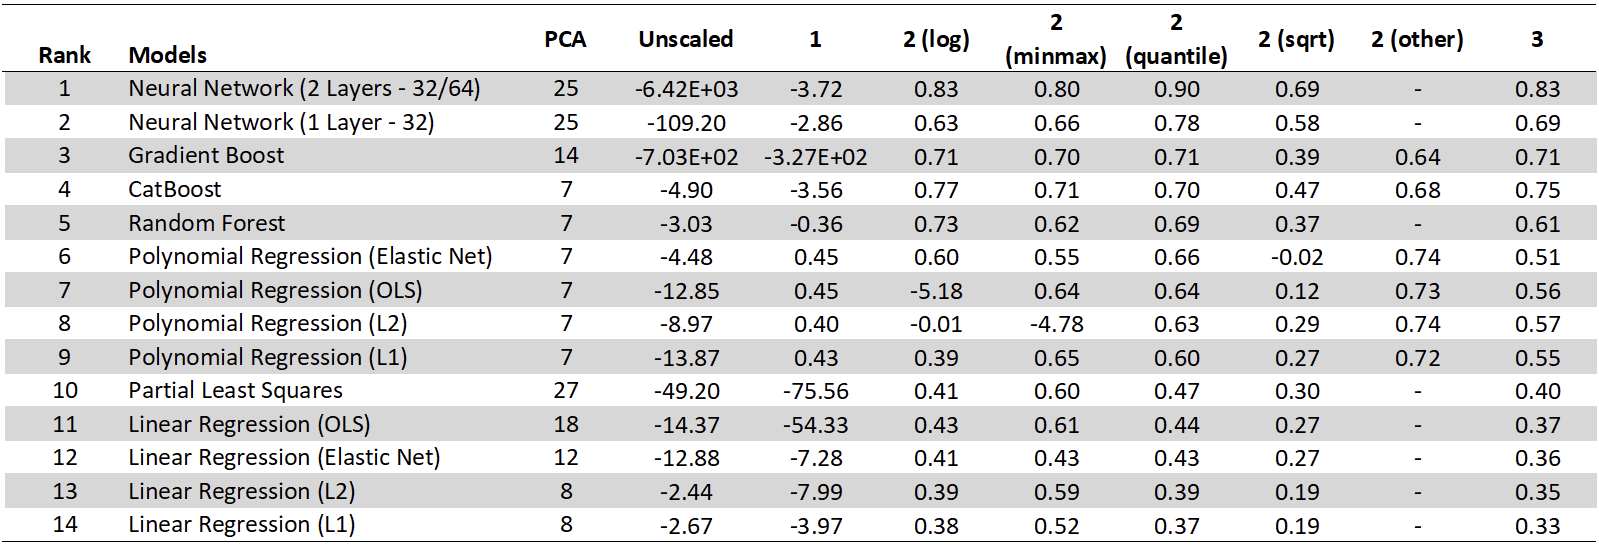 Rank Models PCA Unscaled 1 2 (log) 2 (minmax) 2 (quantile) 2 (sqrt) 2 (other) 3
1 Neural Network (2 Layers - 32/64) 25 -6.42E+03 -3.72 0.83 0.80 0.90 0.69 - 0.83
2 Neural Network (1 Layer - 32) 25 -109.20 -2.86 0.63 0.66 0.78 0.58 - 0.69
3 Gradient Boost 14 -7.03E+02 -3.27E+02 0.71 0.70 0.71 0.39 0.64 0.71
4 CatBoost 7 -4.90 -3.56 0.77 0.71 0.70 0.47 0.68 0.75
5 Random Forest 7 -3.03 -0.36 0.73 0.62 0.69 0.37 - 0.61
6 Polynomial Regression (Elastic Net) 7 -4.48 0.45 0.60 0.55 0.66 -0.02 0.74 0.51
7 Polynomial Regression (OLS) 7 -12.85 0.45 -5.18 0.64 0.64 0.12 0.73 0.56
8 Polynomial Regression (L2) 7 -8.97 0.40 -0.01 -4.78 0.63 0.29 0.74 0.57
9 Polynomial Regression (L1) 7 -13.87 0.43 0.39 0.65 0.60 0.27 0.72 0.55
10 Partial Least Squares 27 -49.20 -75.56 0.41 0.60 0.47 0.30 - 0.40
11 Linear Regression (OLS) 18 -14.37 -54.33 0.43 0.61 0.44 0.27 - 0.37
12 Linear Regression (Elastic Net) 12 -12.88 -7.28 0.41 0.43 0.43 0.27 - 0.36
13 Linear Regression (L2) 8 -2.44 -7.99 0.39 0.59 0.39 0.19 - 0.35
14 Linear Regression (L1) 8 -2.67 -3.97 0.38 0.52 0.37 0.19 - 0.33